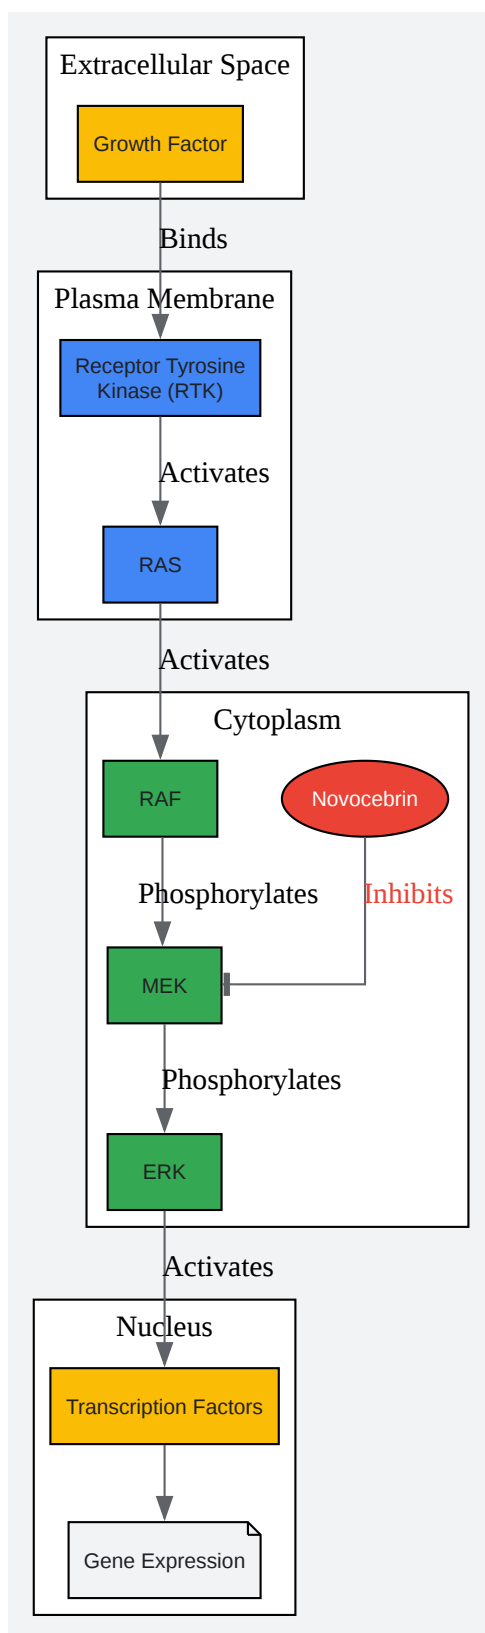 Extracellular Space
Growth Factor
Binds
Plasma Membrane
Receptor Tyrosine
Kinase (RTK)
Activates
RAS
Activates
Cytoplasm
RAF
Novocebrin
Phosphorylates
Inhibits
MEK
Phosphorylates
ERK
Activates
Nucleus
Transcription Factors
Gene Expression